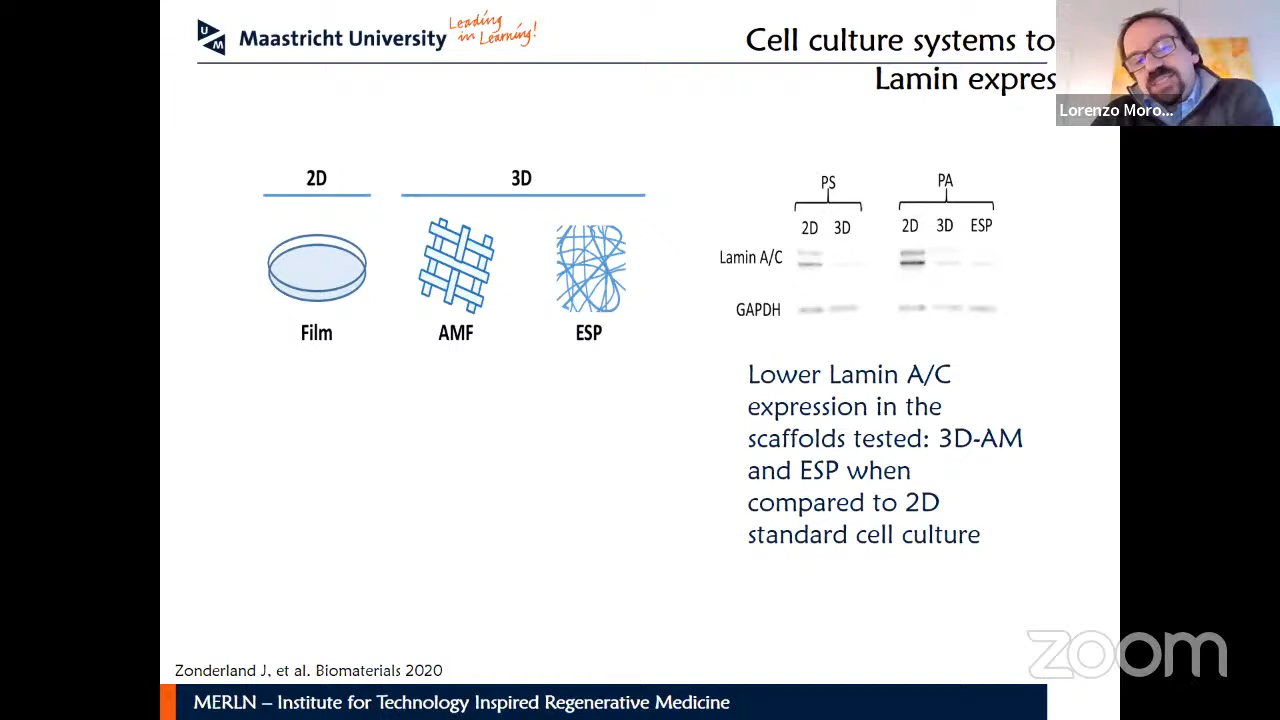 UM
Maastricht University
Leading
in Learning!
Cell culture systems to
Lamin expres
Lorenzo Moro...
2D
3D
Film
AMF
ESP
PS
PA
2D 3D
2D 3D ESP
Lamin A/C
GAPDH
Lower Lamin A/C
expression in the
scaffolds tested: 3D-AM
and ESP when
compared to 2D
standard cell culture
Zonderland J, et al. Biomaterials 2020
MERLN – Institute for Technology Inspired Regenerative Medicine
zoom